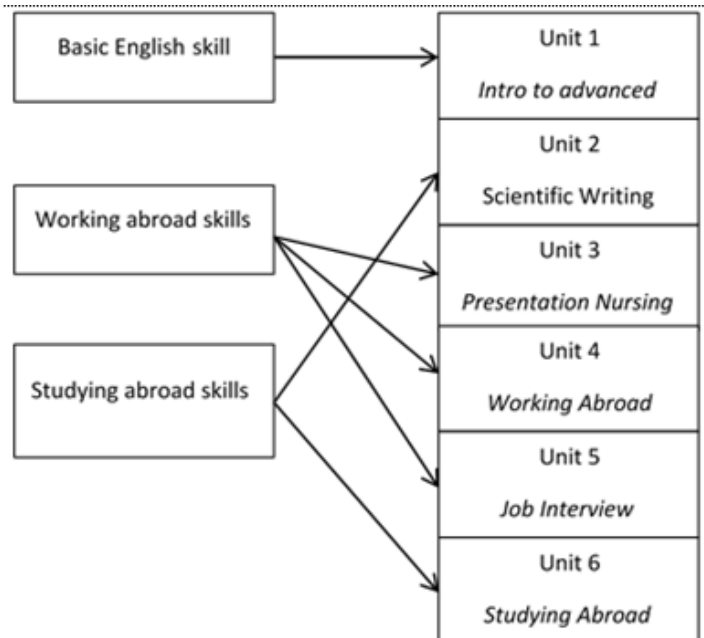 Basic English skill
Working abroad skills
Studying abroad skills
Unit 1
Intro to advanced
Unit 2
Scientific Writing
Unit 3
Presentation Nursing
Unit 4
Working Abroad
Unit 5
Job Interview
Unit 6
Studying Abroad